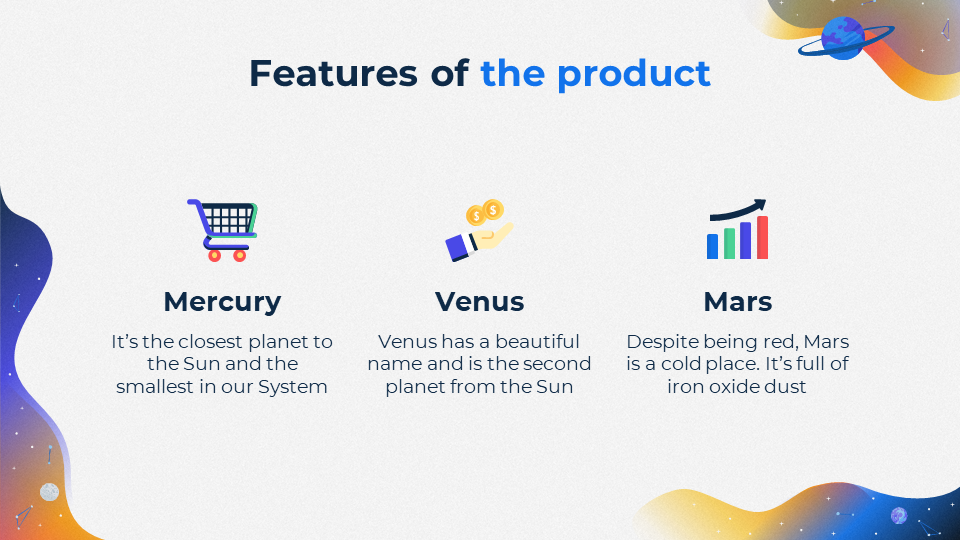 Features of the product
Mercury
It’s the closest planet to
the Sun and the
smallest in our System
Venus
Venus has a beautiful
name and is the second
planet from the Sun
Mars
Despite being red, Mars
is a cold place. It’s full of
iron oxide dust